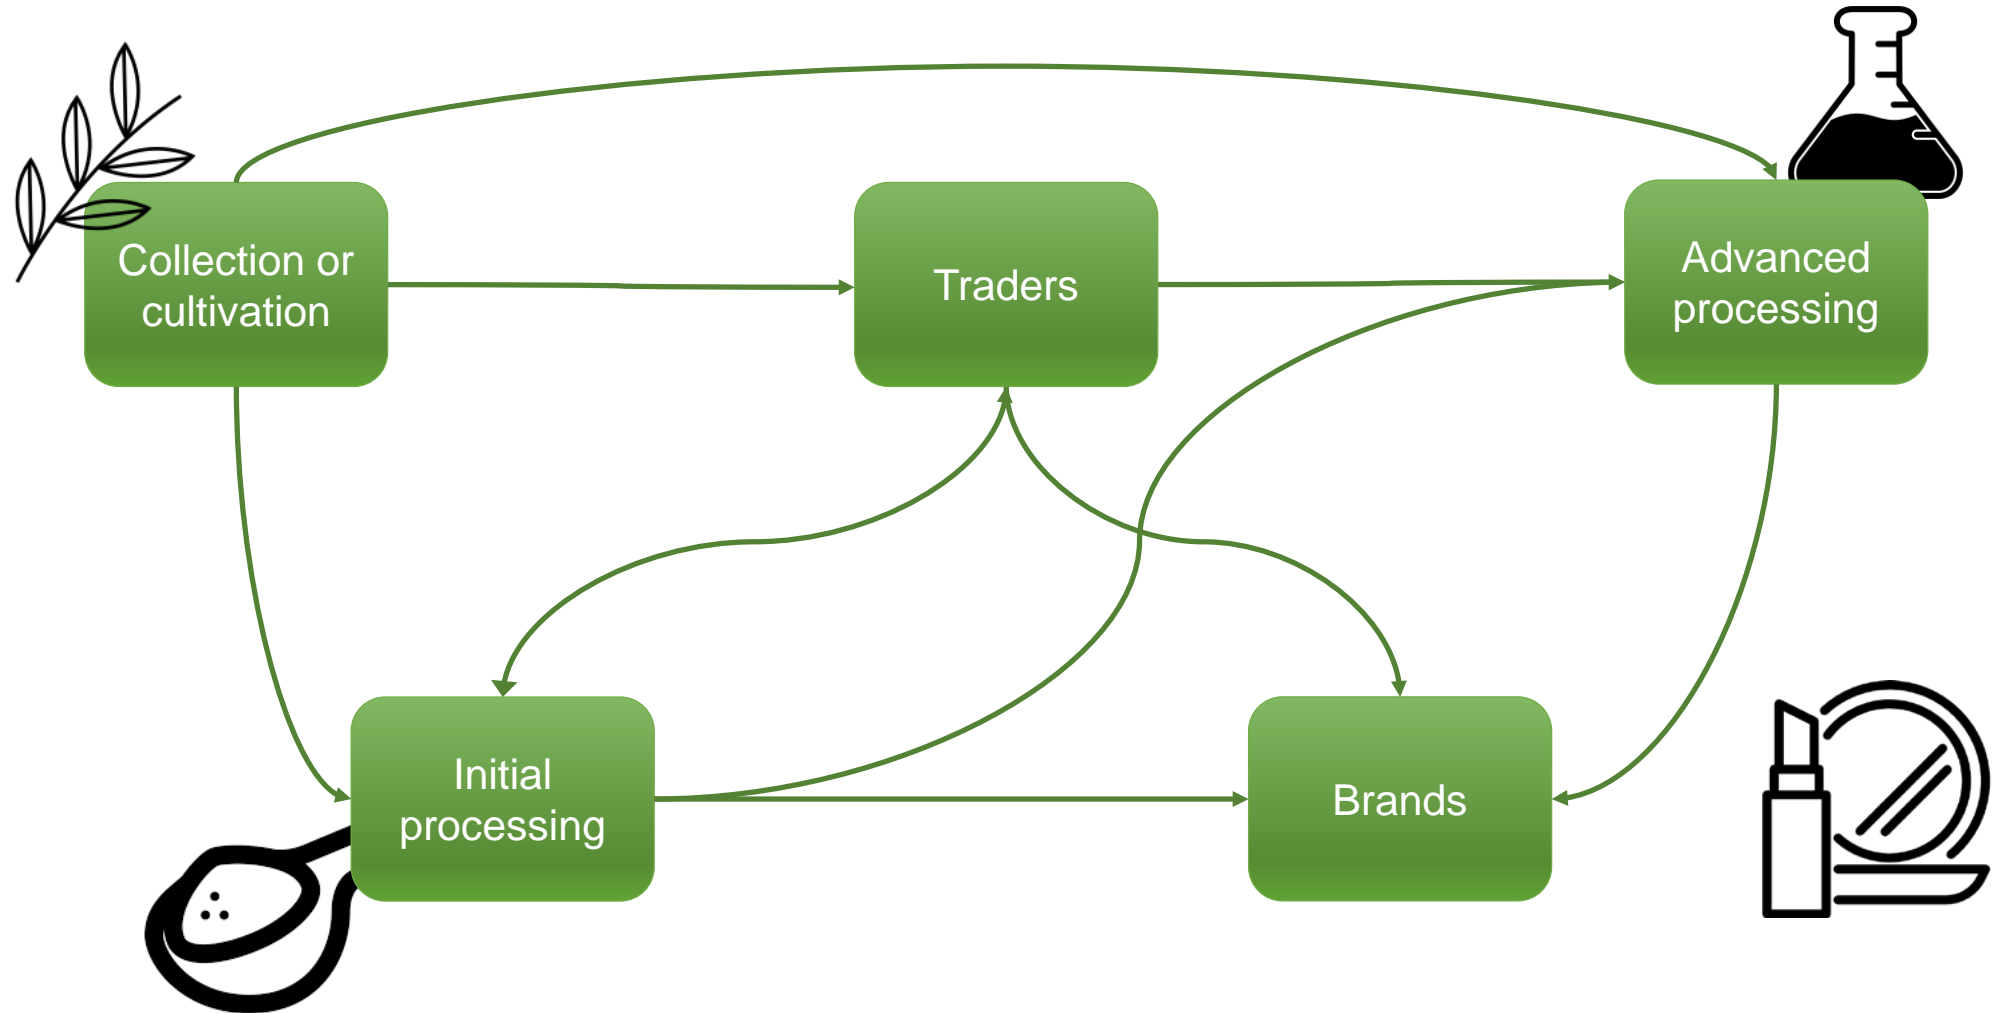 Collection or
cultivation
Traders
Advanced
processing
Initial
processing
Brands